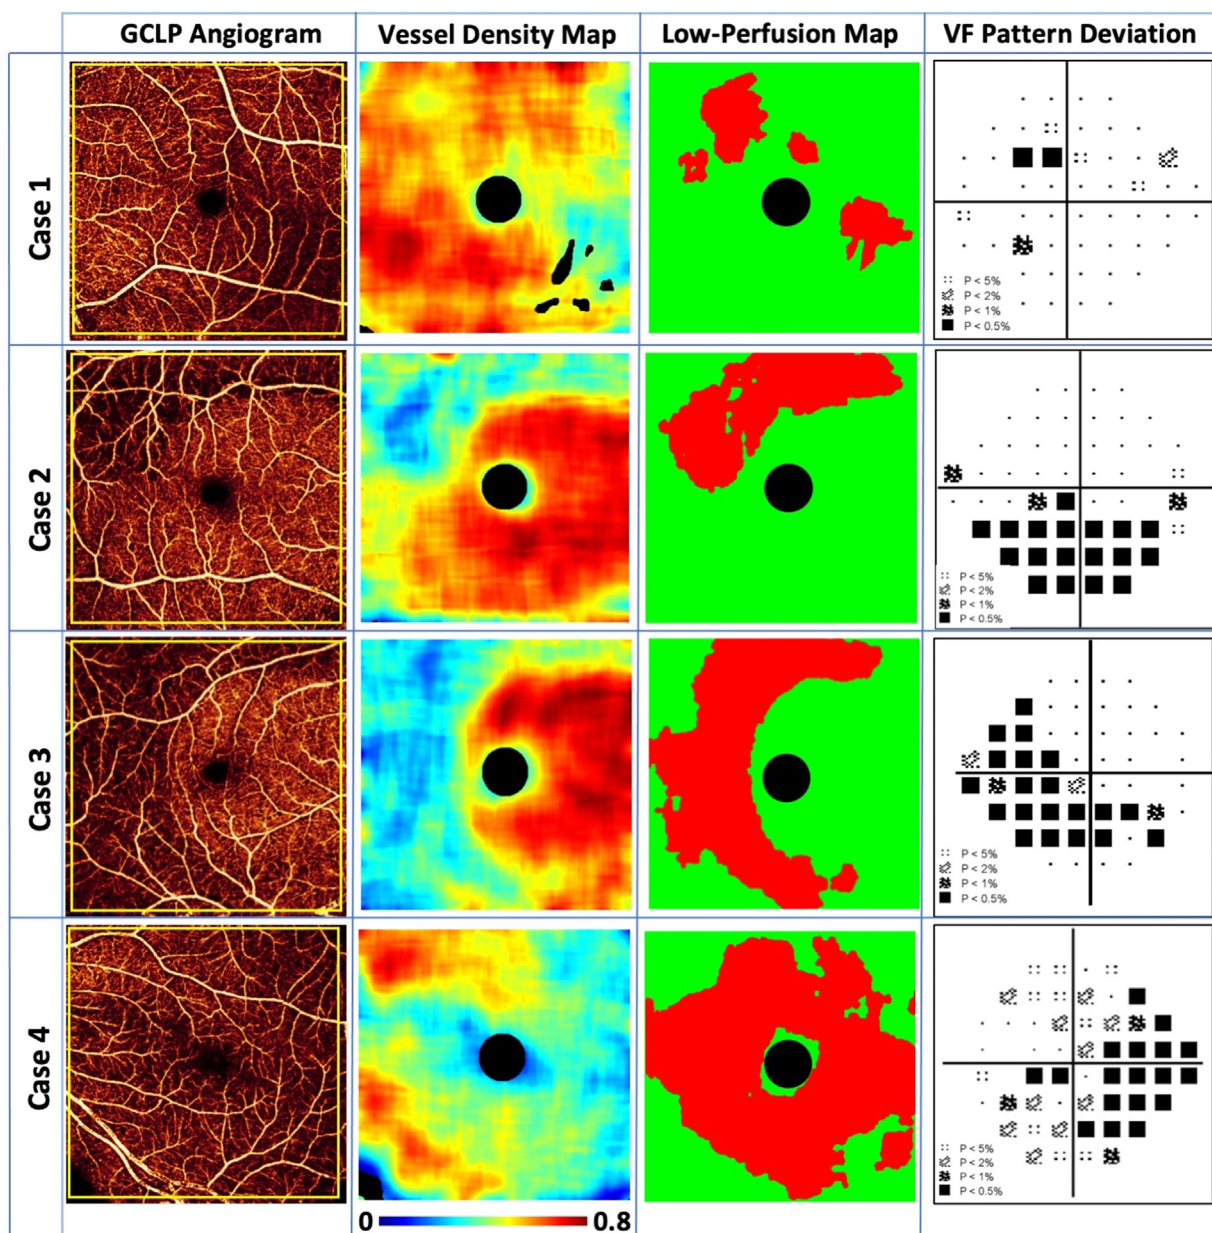 GCLP Angiogram Vessel Density Map Low-Perfusion Map VF Pattern Deviation
Case 1
P < 5%
P < 2%
P < 1%
P < 0.5%
Case 2
P < 5%
P < 2%
P < 1%
P < 0.5%
Case 3
P < 5%
P < 2%
P < 1%
P < 0.5%
Case 4
P < 5%
P < 2%
P < 1%
P < 0.5%
0 0.8